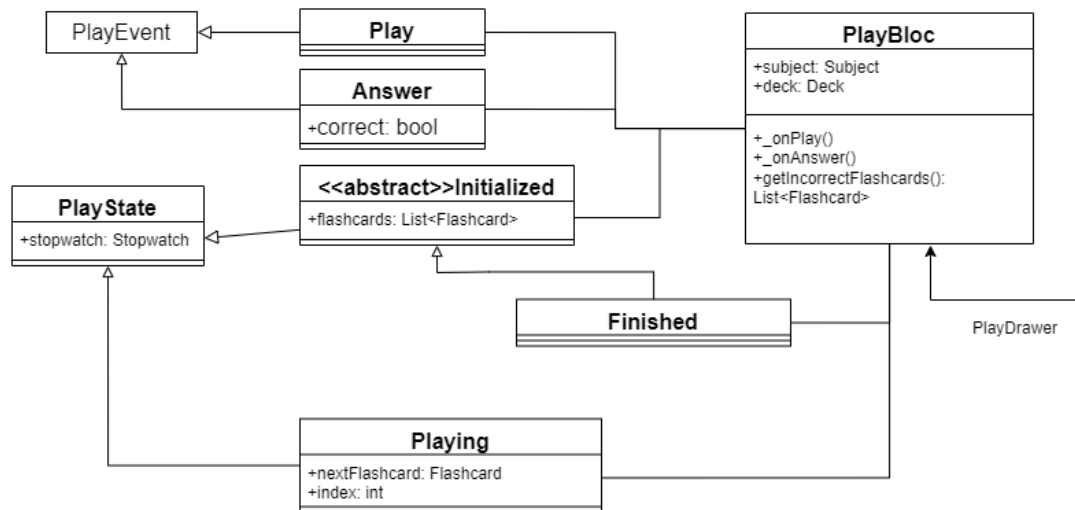 PlayEvent
Play
Answer
+correct: bool
PlayBloc
+subject: Subject
+deck: Deck
+_onPlay()
+_onAnswer()
+getIncorrectFlashcards():
List<Flashcard>
<<abstract>>Initialized
+flashcards: List<Flashcard>
PlayState
+stopwatch: Stopwatch
Finished
PlayDrawer
Playing
+nextFlashcard: Flashcard
+index: int